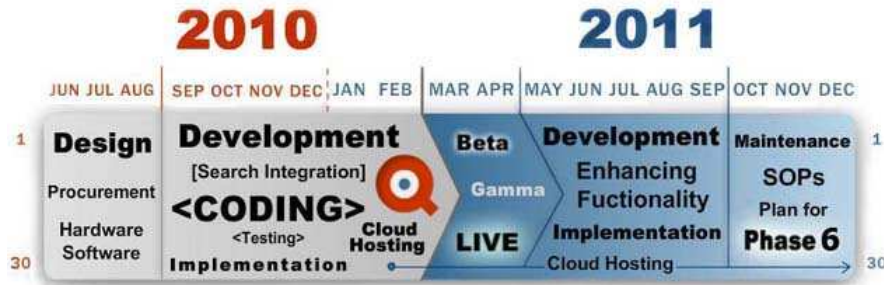 2010 2011
JUN JUL AUG SEP OCT NOV DEC JAN FEB MAR APR MAY JUN JUL AUG SEP OCT NOV DEC
1 1
Design
Procurement
Hardware
Software
Development
[Search Integration]
<CODING>
<Testing>
Implementation
Cloud
Hosting
Beta
Gamma
LIVE
Development
Enhancing
Fuctionality
Implementation
Cloud Hosting
Maintenance
SOPs
Plan for
Phase 6
30 30